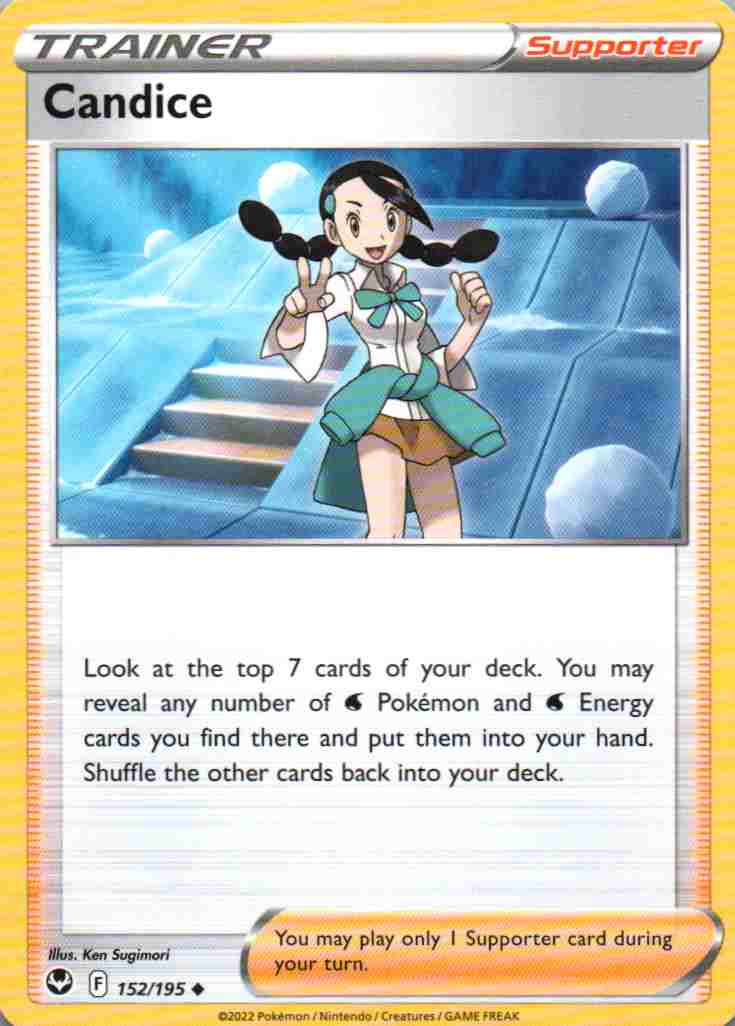 TRAINER
Supporter
Candice
Look at the top 7 cards of your deck. You may
reveal any number of Pokémon and Energy
cards you find there and put them into your hand.
Shuffle the other cards back into your deck.
Illus. Ken Sugimori
You may play only 1 Supporter card during
your turn.
F 152/195
©2022 Pokémon / Nintendo / Creatures / GAME FREAK